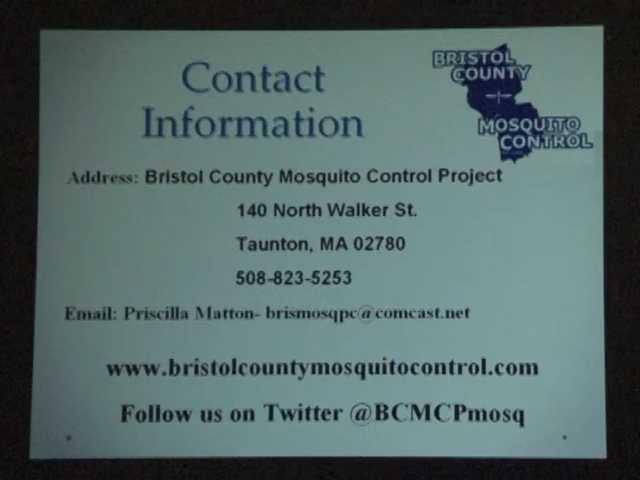 Contact
Information
BRISTOL
COUNTY
MOSQUITO
CONTROL
Address: Bristol County Mosquito Control Project
140 North Walker St.
Taunton, MA 02780
508-823-5253
Email: Priscilla Matton- brismosqpc@comcast.net
www.bristolcountymosquitocontrol.com
Follow us on Twitter @BCMCPmosq